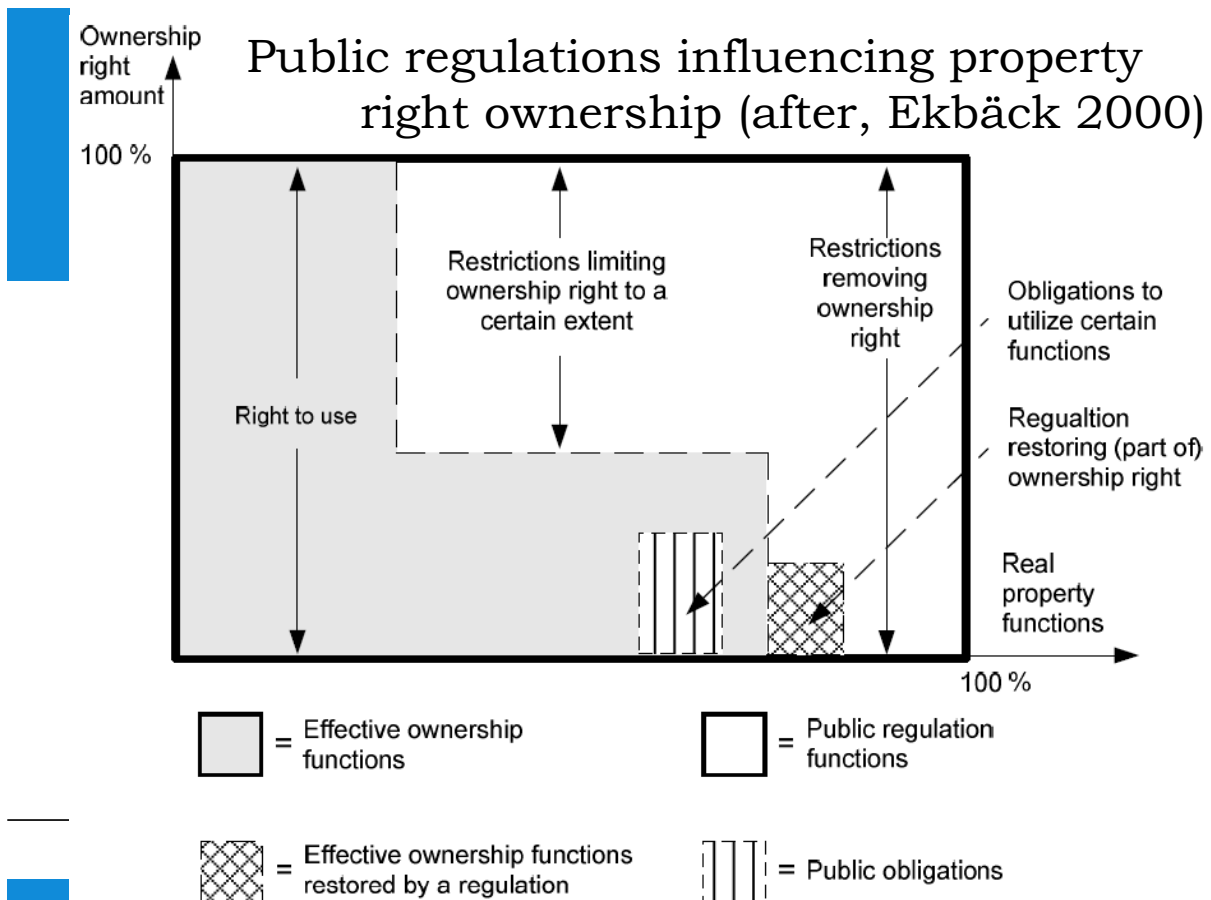 Ownership
right
amount
Public regulations influencing property
right ownership (after, Ekbäck 2000)
100 %
Restrictions limiting
ownership right to a
certain extent
Restrictions
removing
ownership
right
Obligations to
utilize certain
functions
Right to use
Regualtion
restoring (part of)
ownership right
Real
property
functions
100 %
= Effective ownership
functions
= Public regulation
functions
= Effective ownership functions
restored by a regulation
= Public obligations